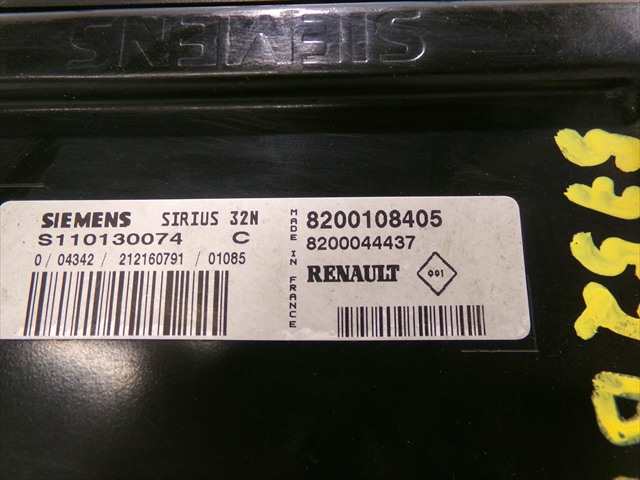 SIEMENS
SIEMENS SIRIUS 32N
S110130074 C
0 / 04342 / 212160791 / 01085
MADE IN FRANCE
8200108405
8200044437
RENAULT
001